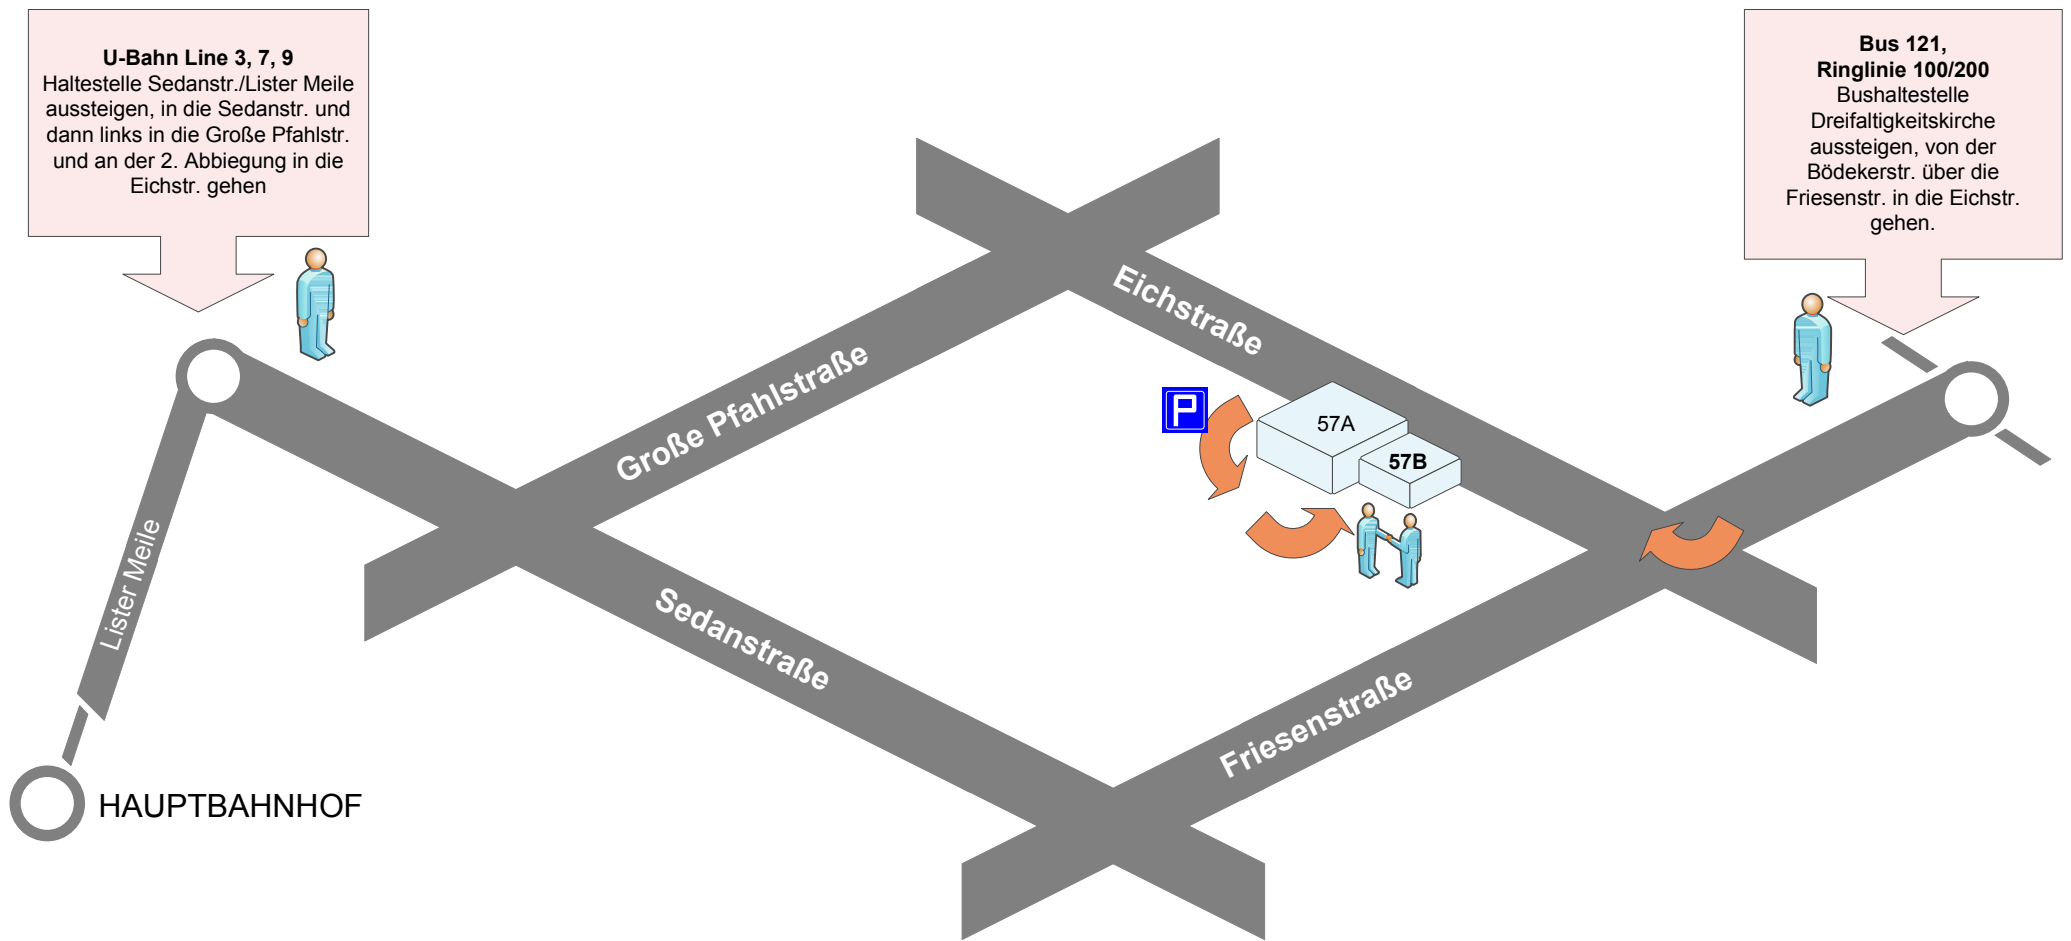 U-Bahn Line 3, 7, 9
Haltestelle Sedanstr./Lister Meile
aussteigen, in die Sedanstr. und
dann links in die Große Pfahlstr.
und an der 2. Abbiegung in die
Eichstr. gehen
Bus 121,
Ringlinie 100/200
Bushaltestelle
Dreifaltigkeitskirche
aussteigen, von der
Bödekerstr. über die
Friesenstr. in die Eichstr.
gehen.
Eichstraße
Große Pfahlstraße
P
57A
57B
Lister Meile
Sedanstraße
Friesenstraße
HAUPTBAHNHOF